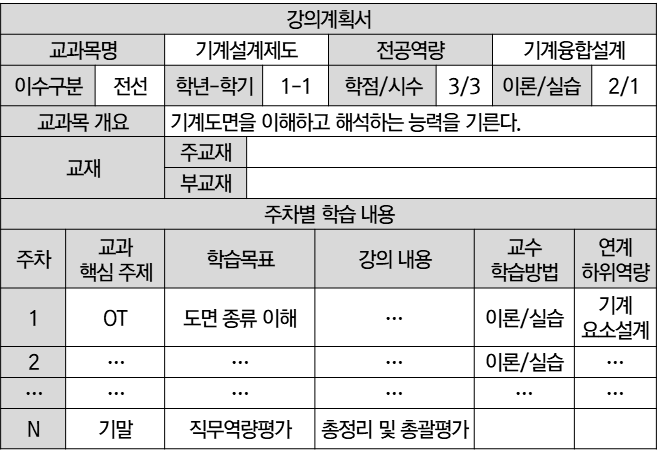 강의계획서
교과목명 기계설계제도 전공역량 기계융합설계
이수구분 전선 학년-학기 1-1 학점/시수 3/3 이론/실습 2/1
교과목 개요 기계도면을 이해하고 해석하는 능력을 기른다.
교재 주교재
부교재
주차별 학습 내용
주차 교과 핵심 주제 학습목표 강의 내용 교수 학습방법 연계 하위역량
1 OT 도면 종류 이해 … 이론/실습 기계 요소설계
2 … … … 이론/실습 …
… … … … … …
N 기말 직무역량평가 총정리 및 총괄평가